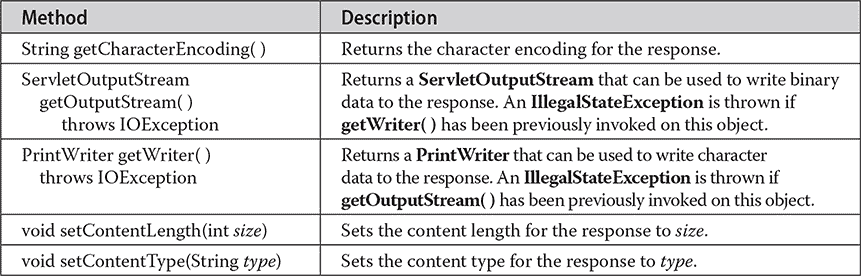 Method Description
String getCharacterEncoding( ) Returns the character encoding for the response.
ServletOutputStream Returns a ServletOutputStream that can be used to write binary
getOutputStream( ) data to the response. An IllegalStateException is thrown if
throws IOException getWriter( ) has been previously invoked on this object.
PrintWriter getWriter( ) Returns a PrintWriter that can be used to write character
throws IOException data to the response. An IllegalStateException is thrown if
getOutputStream( ) has been previously invoked on this object.
void setContentLength(int size) Sets the content length for the response to size.
void setContentType(String type) Sets the content type for the response to type.